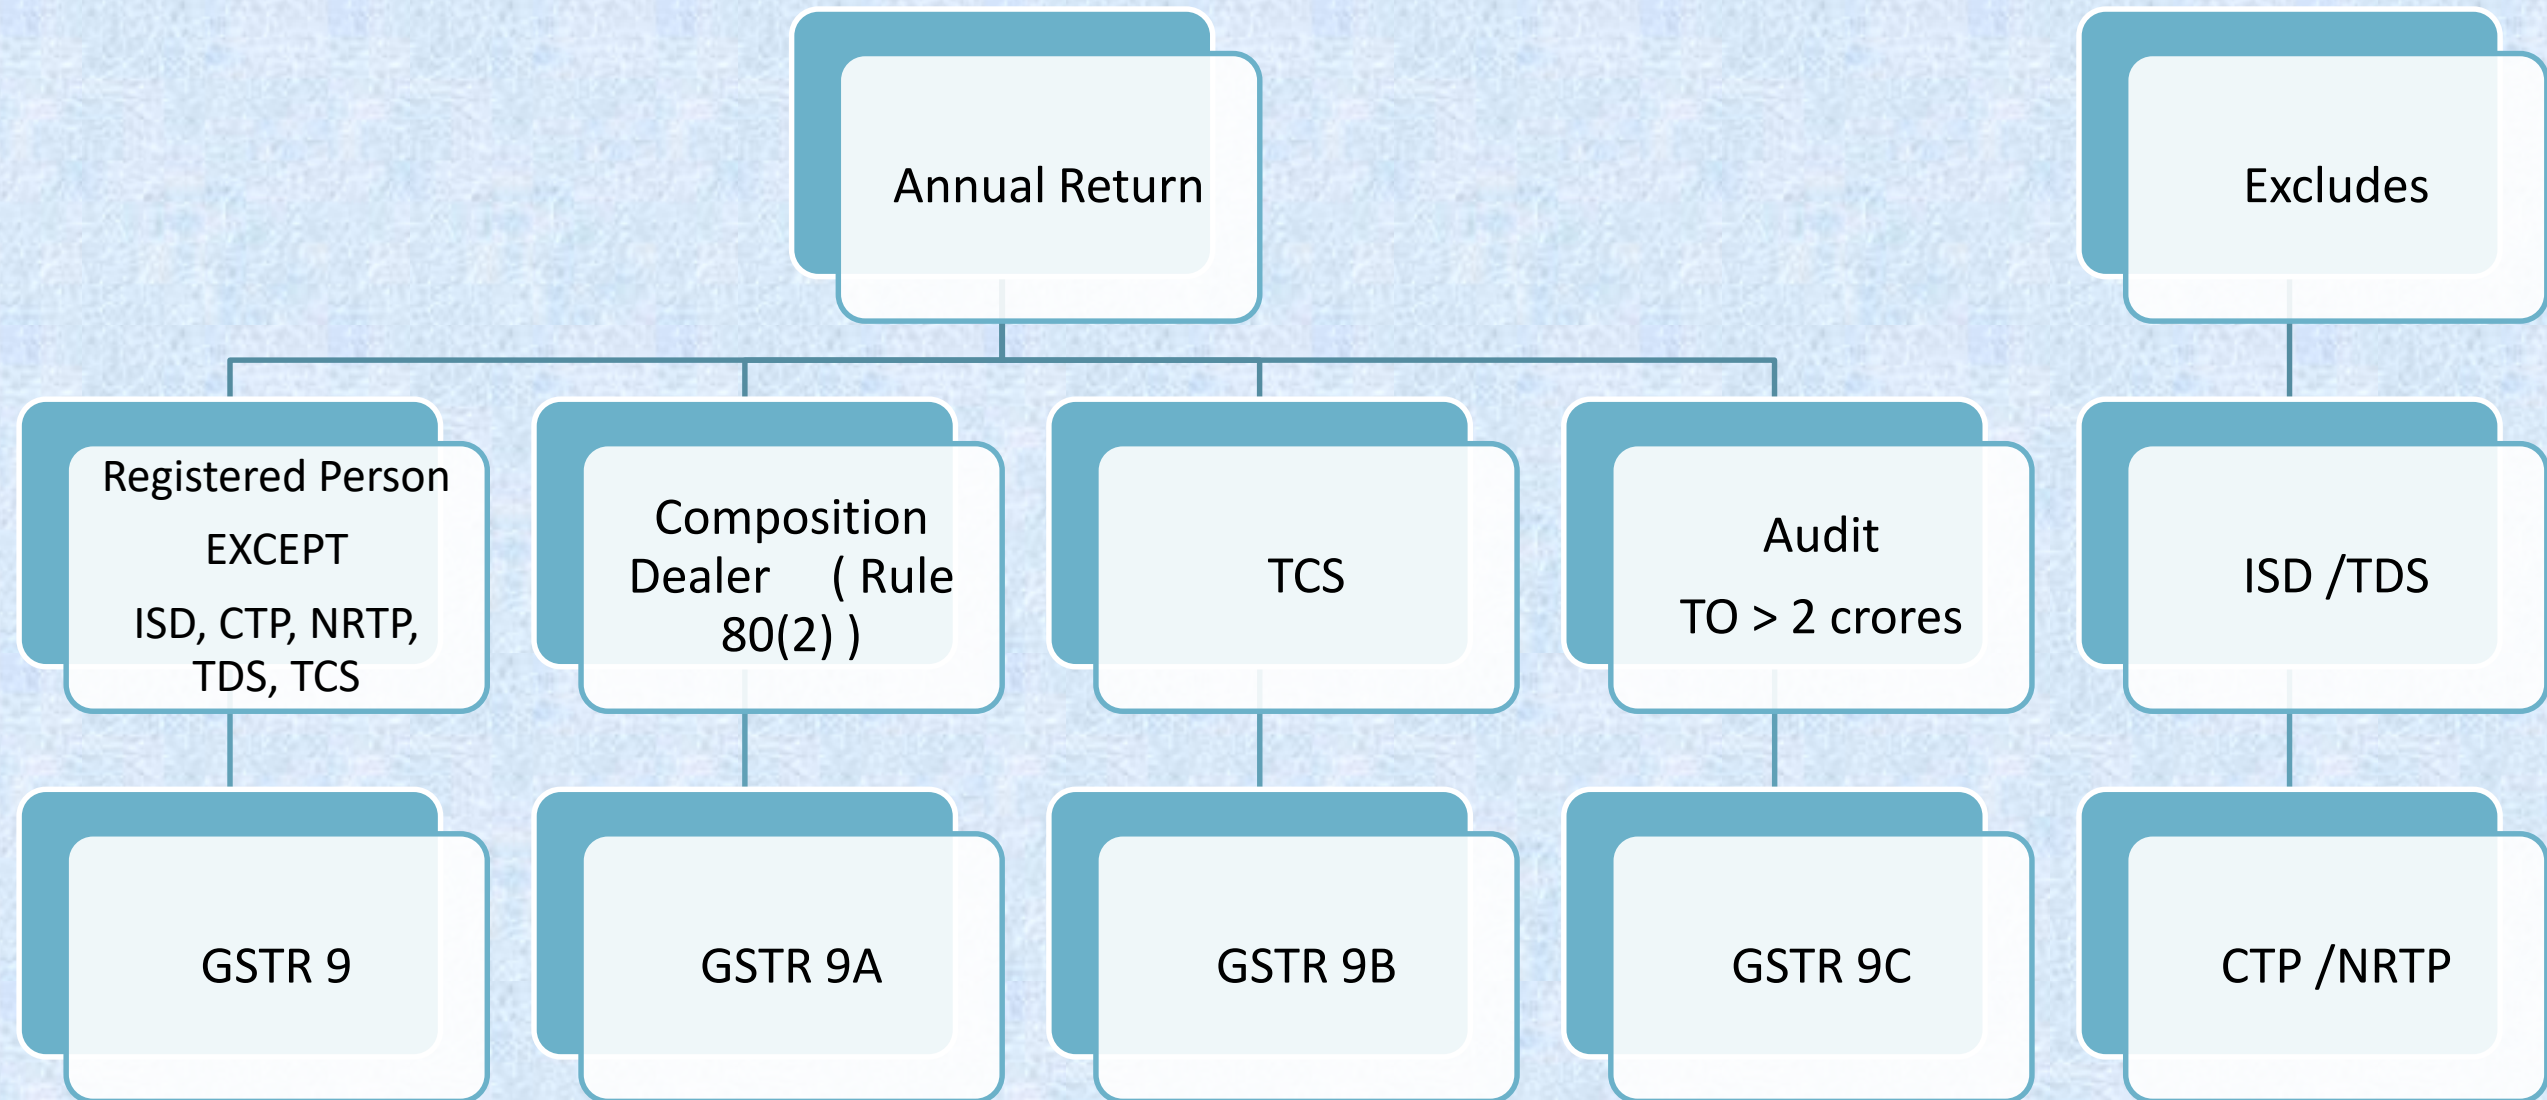 Annual Return
Excludes
Registered Person
EXCEPT
ISD, CTP, NRTP,
TDS, TCS
Composition
Dealer ( Rule
80(2) )
TCS
Audit
TO > 2 crores
ISD /TDS
GSTR 9
GSTR 9A
GSTR 9B
GSTR 9C
CTP /NRTP